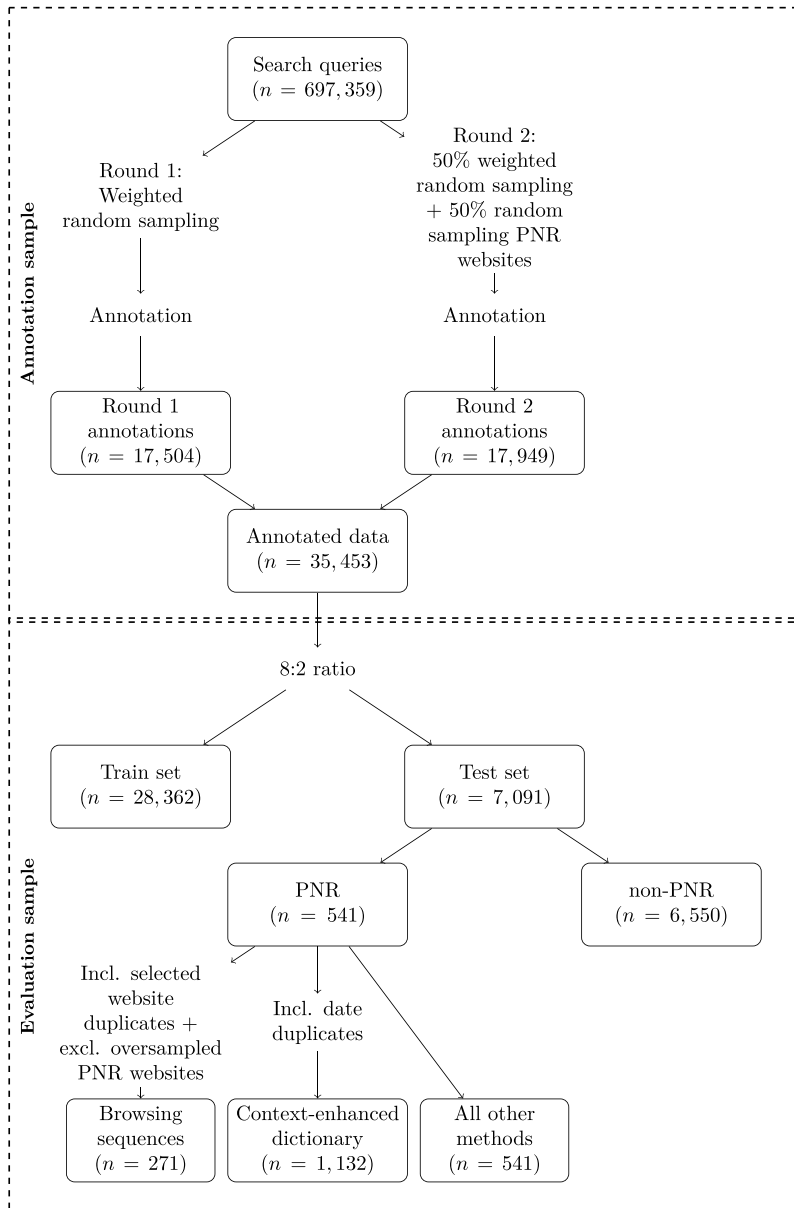 Search queries
(n = 697,359)
Round 1:
Weighted
random sampling
Round 2:
50% weighted
random sampling
+ 50% random
sampling PNR
websites
Annotation
Annotation
Annotation sample
Round 1
annotations
(n = 17,504)
Round 2
annotations
(n = 17,949)
Annotated data
(n = 35,453)
8:2 ratio
Train set
(n = 28,362)
Test set
(n = 7,091)
PNR
(n = 541)
non-PNR
(n = 6,550)
Evaluation sample
Incl. selected
website
duplicates +
excl. oversampled
PNR websites
Incl. date
duplicates
Browsing
sequences
(n = 271)
Context-enhanced
dictionary
(n = 1,132)
All other
methods
(n = 541)